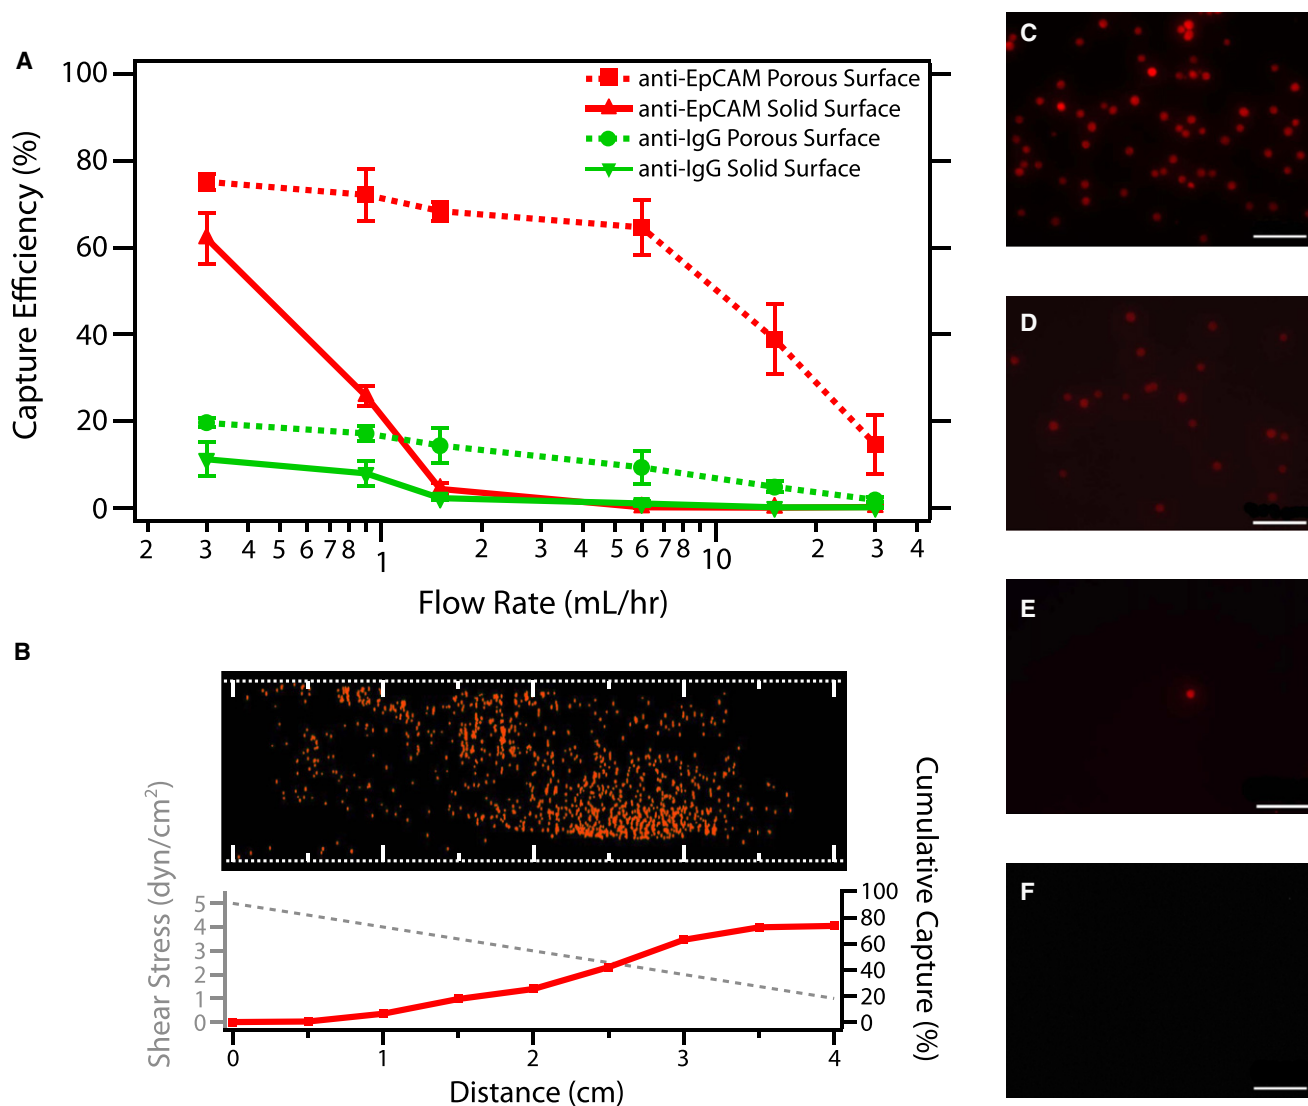 A
100
80
60
40
20
0
Capture Efficiency (%)
anti-EpCAM Porous Surface
anti-EpCAM Solid Surface
anti-IgG Porous Surface
anti-IgG Solid Surface
2 3 4 5 6 7 8 1 2 3 4 5 6 7 8 10 2 3 4
Flow Rate (mL/hr)
B
Shear Stress (dyn/cm²)
5
4
3
2
1
0
Cumulative Capture (%)
100
80
60
40
20
0
0 1 2 3 4
Distance (cm)
C
D
E
F